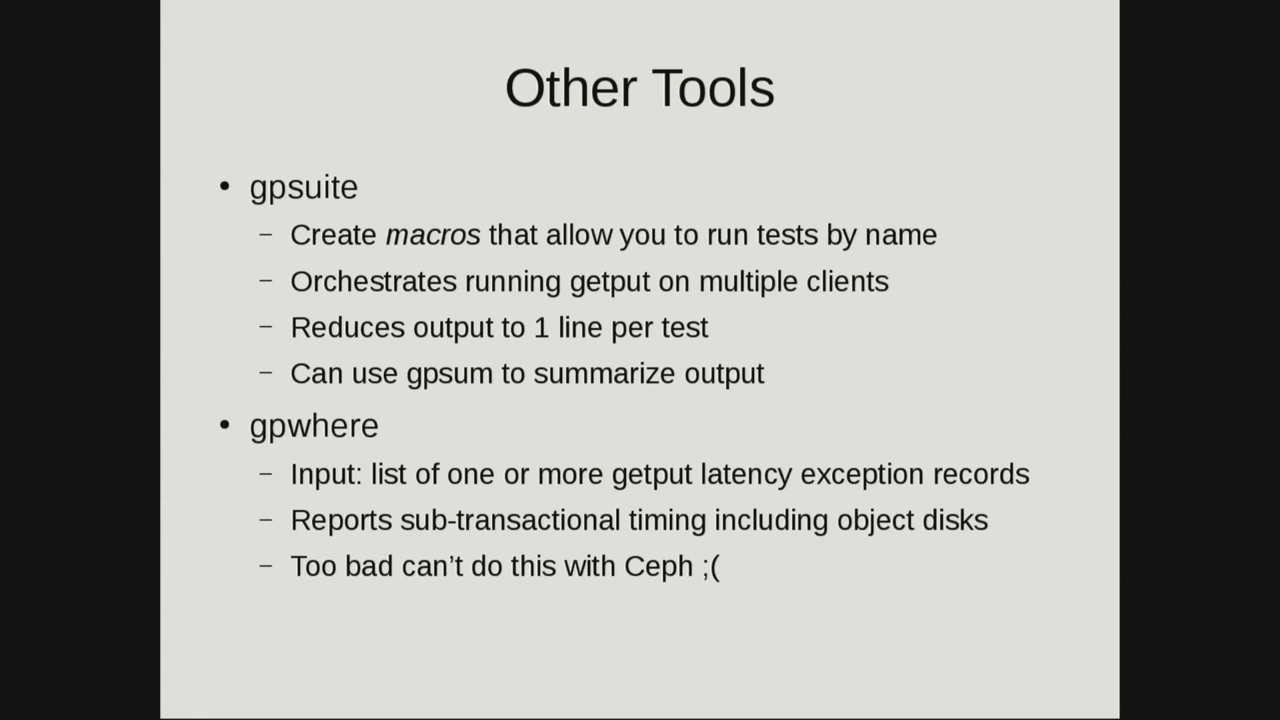 Other Tools
• gpsuite
– Create macros that allow you to run tests by name
– Orchestrates running getput on multiple clients
– Reduces output to 1 line per test
– Can use gpsum to summarize output
• gpwhere
– Input: list of one or more getput latency exception records
– Reports sub-transactional timing including object disks
– Too bad can’t do this with Ceph ;(